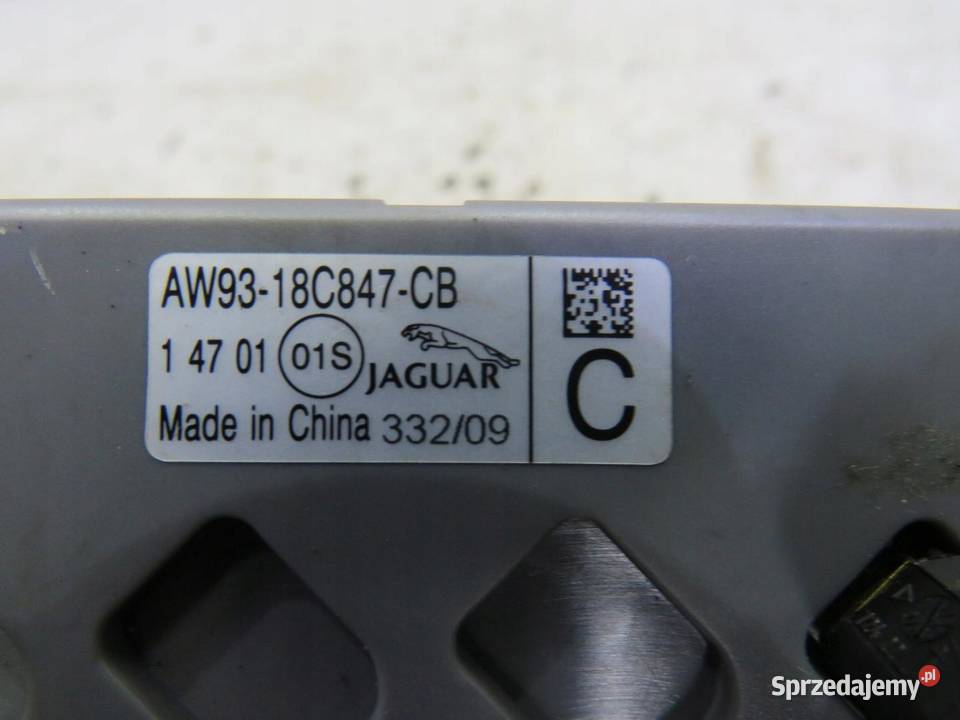 AW93-18C847-CB
1 47 01 01S JAGUAR
Made in China 332/09
C
Sprzedajemy.pl